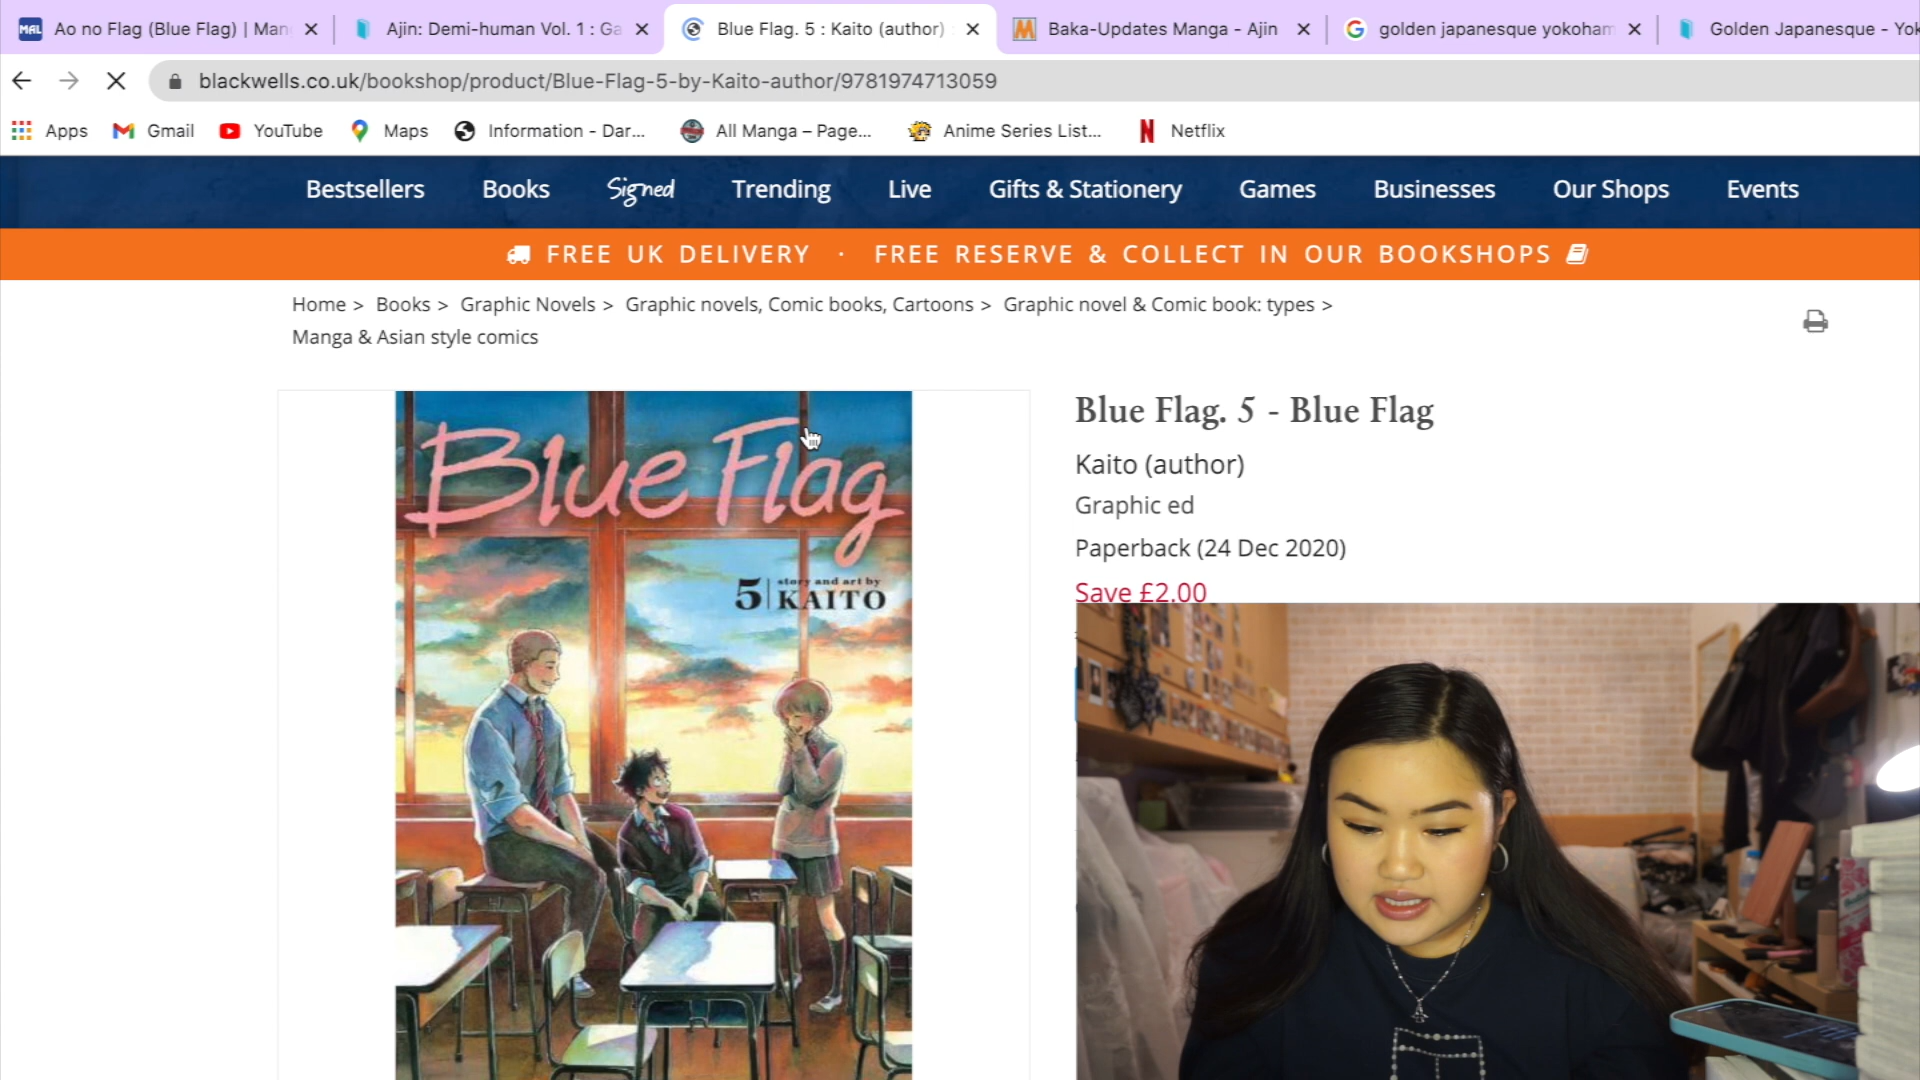 MAL Ao no Flag (Blue Flag) | Man
Ajin: Demi-human Vol. 1 : Ga
Blue Flag. 5 : Kaito (author) :
Baka-Updates Manga - Ajin
golden japanesque yokoham
Golden Japanesque - Yok
blackwells.co.uk/bookshop/product/Blue-Flag-5-by-Kaito-author/9781974713059
Apps
Gmail
YouTube
Maps
Information - Dar...
All Manga – Page...
Anime Series List...
Netflix
Bestsellers
Books
Signed
Trending
Live
Gifts & Stationery
Games
Businesses
Our Shops
Events
FREE UK DELIVERY · FREE RESERVE & COLLECT IN OUR BOOKSHOPS
Home > Books > Graphic Novels > Graphic novels, Comic books, Cartoons > Graphic novel & Comic book: types >
Manga & Asian style comics
Blue Flag
5 story and art by
KAITO
Blue Flag. 5 - Blue Flag
Kaito (author)
Graphic ed
Paperback (24 Dec 2020)
Save £2.00